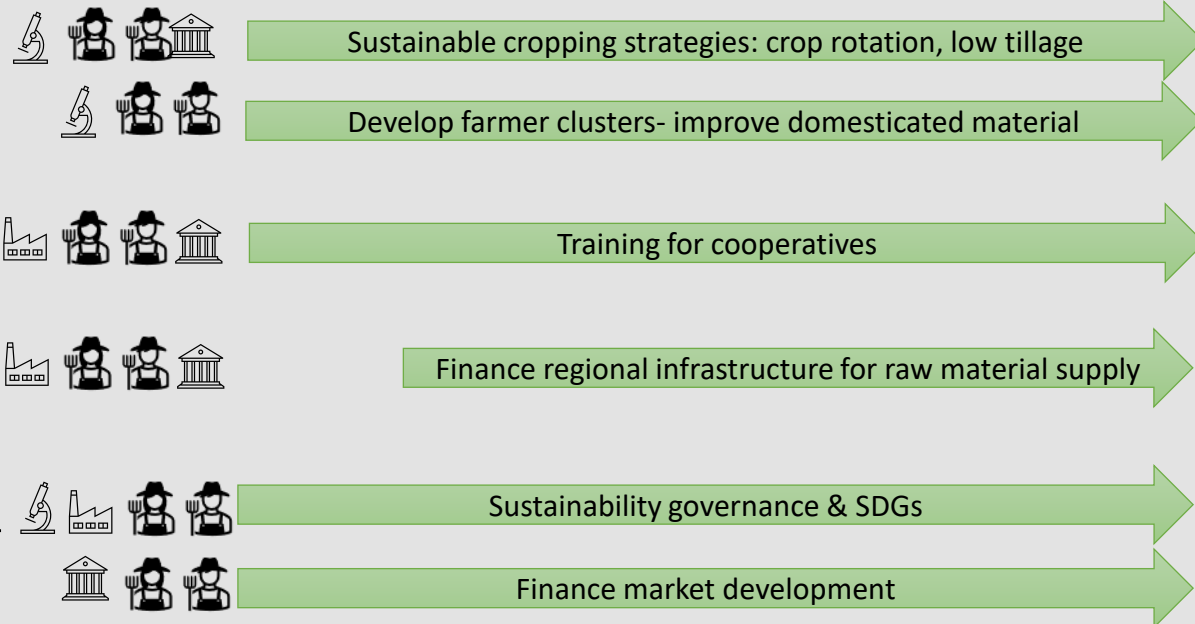 Sustainable cropping strategies: crop rotation, low tillage
Develop farmer clusters- improve domesticated material
Training for cooperatives
Finance regional infrastructure for raw material supply
Sustainability governance & SDGs
Finance market development